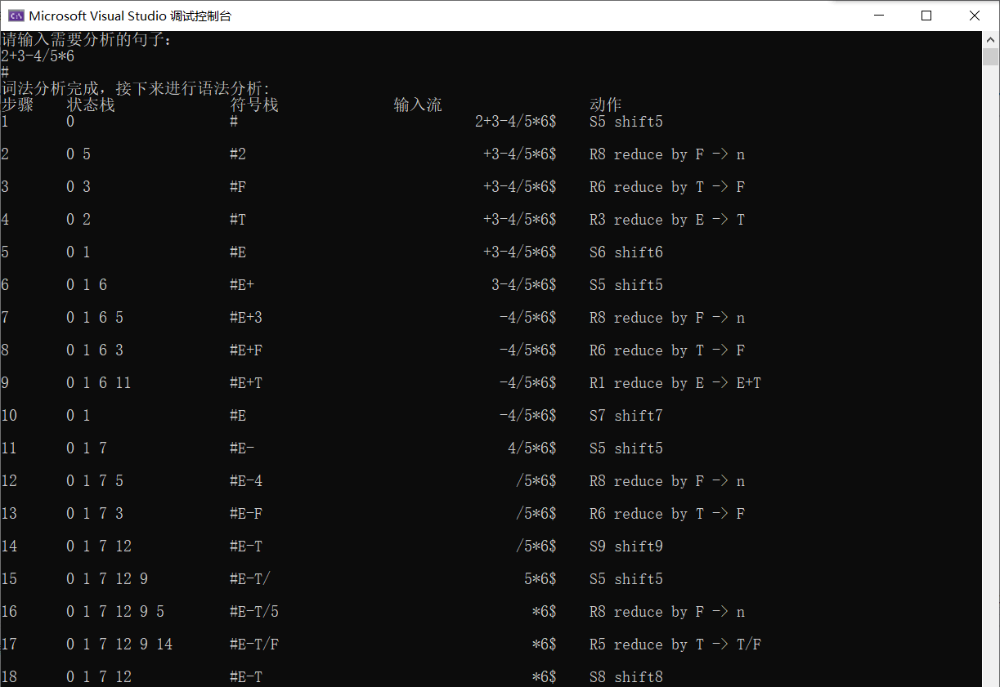 Microsoft Visual Studio 调试控制台
请输入需要分析的句子：
2+3-4/5*6
#
词法分析完成，接下来进行语法分析:
步骤 状态栈 符号栈 输入流 动作
1 0 # 2+3-4/5*6$ S5 shift5
2 0 5 #2 +3-4/5*6$ R8 reduce by F -> n
3 0 3 #F +3-4/5*6$ R6 reduce by T -> F
4 0 2 #T +3-4/5*6$ R3 reduce by E -> T
5 0 1 #E +3-4/5*6$ S6 shift6
6 0 1 6 #E+ 3-4/5*6$ S5 shift5
7 0 1 6 5 #E+3 -4/5*6$ R8 reduce by F -> n
8 0 1 6 3 #E+F -4/5*6$ R6 reduce by T -> F
9 0 1 6 11 #E+T -4/5*6$ R1 reduce by E -> E+T
10 0 1 #E -4/5*6$ S7 shift7
11 0 1 7 #E- 4/5*6$ S5 shift5
12 0 1 7 5 #E-4 /5*6$ R8 reduce by F -> n
13 0 1 7 3 #E-F /5*6$ R6 reduce by T -> F
14 0 1 7 12 #E-T /5*6$ S9 shift9
15 0 1 7 12 9 #E-T/ 5*6$ S5 shift5
16 0 1 7 12 9 5 #E-T/5 *6$ R8 reduce by F -> n
17 0 1 7 12 9 14 #E-T/F *6$ R5 reduce by T -> T/F
18 0 1 7 12 #E-T *6$ S8 shift8